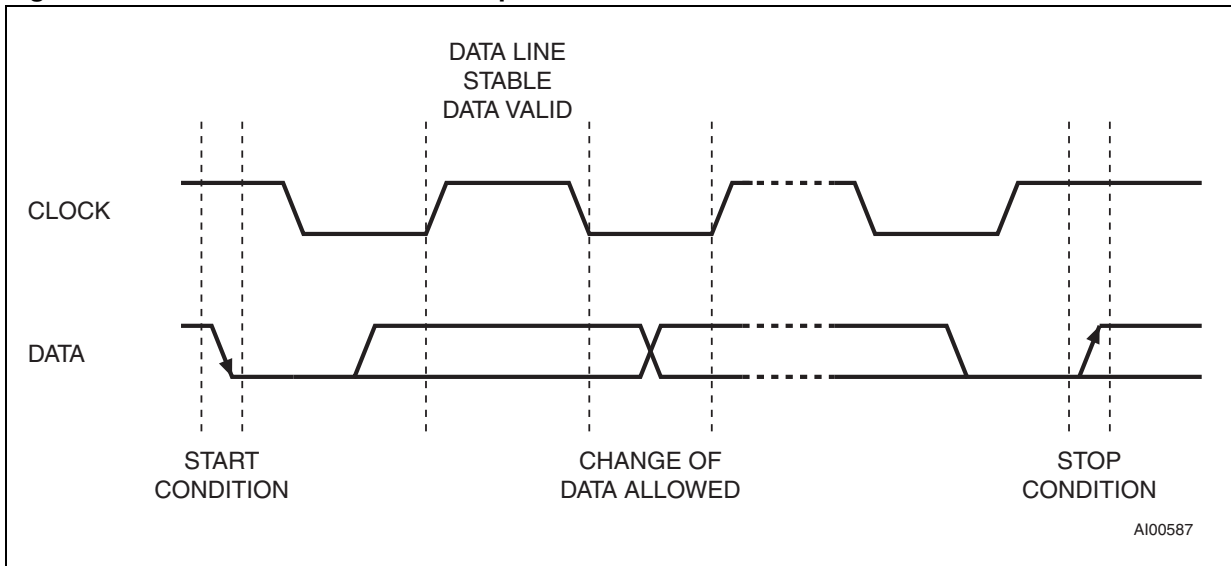 DATA LINE
STABLE
DATA VALID
CLOCK
DATA
START
CONDITION
CHANGE OF
DATA ALLOWED
STOP
CONDITION
AI00587